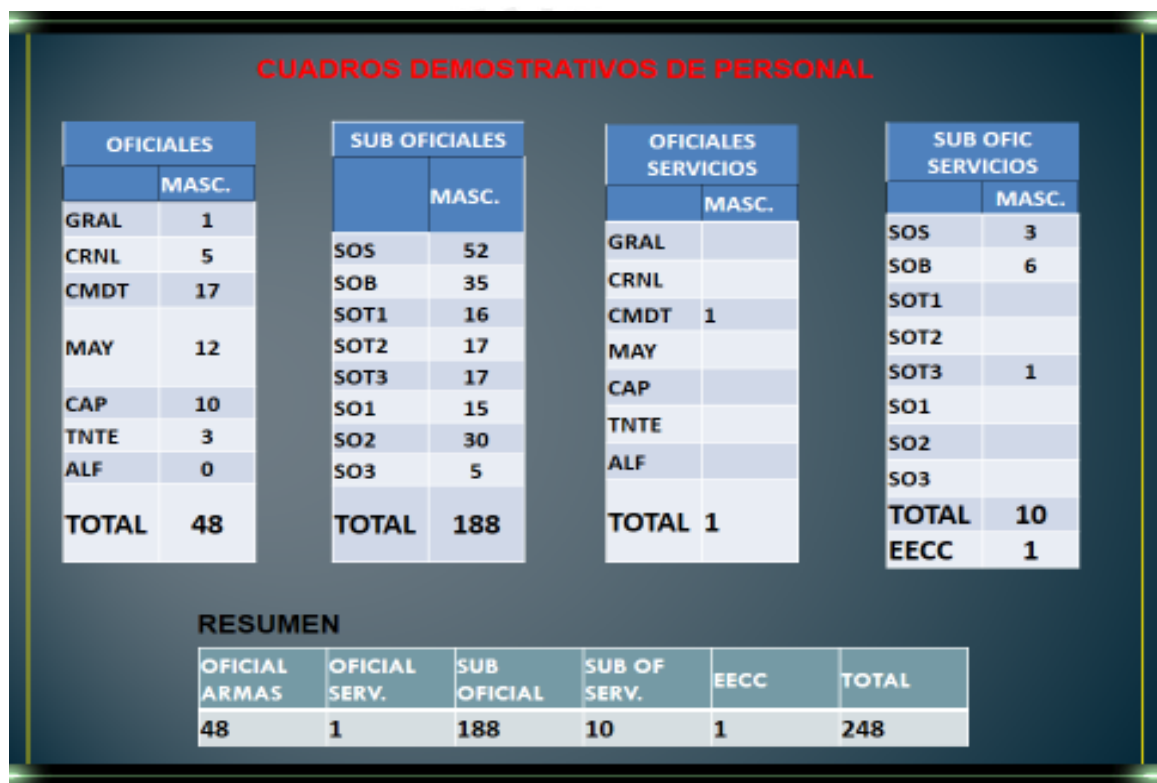 CUADROS DEMOSTRATIVOS DE PERSONAL
OFICIALES
MASC.
GRAL 1
CRNL 5
CMDT 17
MAY 12
CAP 10
TNTE 3
ALF 0
TOTAL 48
SUB OFICIALES
MASC.
SOS 52
SOB 35
SOT1 16
SOT2 17
SOT3 17
SO1 15
SO2 30
SO3 5
TOTAL 188
OFICIALES
SERVICIOS
MASC.
GRAL
CRNL
CMDT 1
MAY
CAP
TNTE
ALF
TOTAL 1
SUB OFIC
SERVICIOS
MASC.
SOS 3
SOB 6
SOT1
SOT2
SOT3 1
SO1
SO2
SO3
TOTAL 10
EECC 1
RESUMEN
OFICIAL ARMAS
OFICIAL SERV.
SUB OFICIAL
SUB OF SERV.
EECC
TOTAL
48 1 188 10 1 248